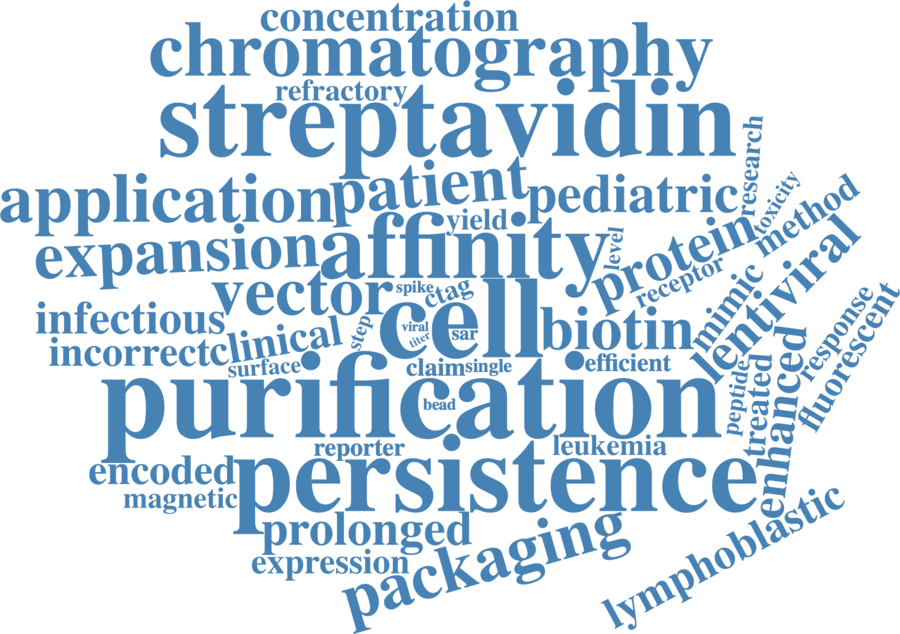 concentration
chromatography
refractory
streptavidin
research
application
patient
pediatric
toxicity
method
yield
expansion
affinity
level
protein
receptor
lentiviral
vector
spike
ctag
mimic
infectious
cell
biotin
response
fluorescent
incorrect
clinical
step
viral
titer
sar
surface
claim
single
efficient
peptide
treated
enhanced
purification
bead
reporter
leukemia
encoded
magnetic
persistence
prolonged
packaging
lymphoblastic
expression